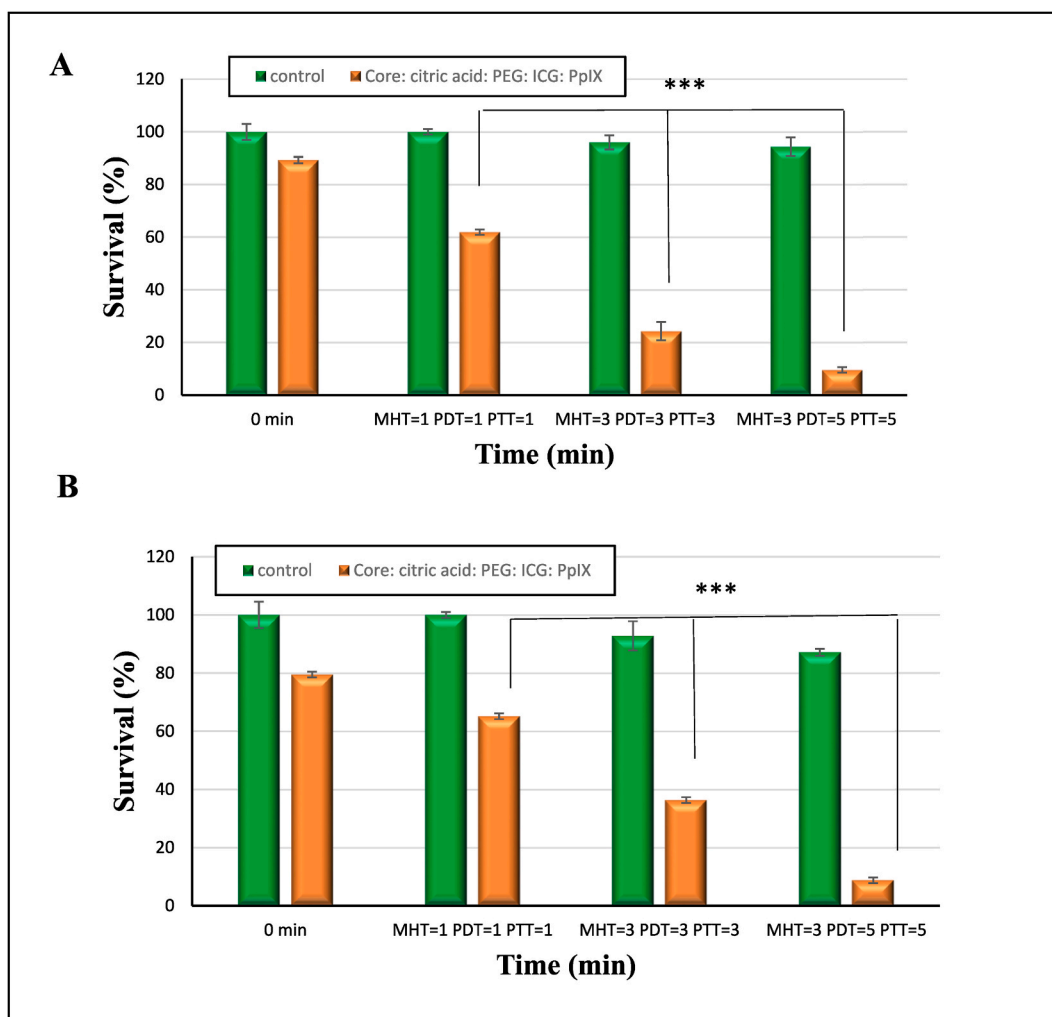 A
control Core: citric acid: PEG: ICG: PpIX
***
120
100
80
60
40
20
0
Survival (%)
0 min MHT=1 PDT=1 PTT=1 MHT=3 PDT=3 PTT=3 MHT=3 PDT=5 PTT=5
Time (min)
B
control Core: citric acid: PEG: ICG: PpIX
***
120
100
80
60
40
20
0
Survival (%)
0 min MHT=1 PDT=1 PTT=1 MHT=3 PDT=3 PTT=3 MHT=3 PDT=5 PTT=5
Time (min)